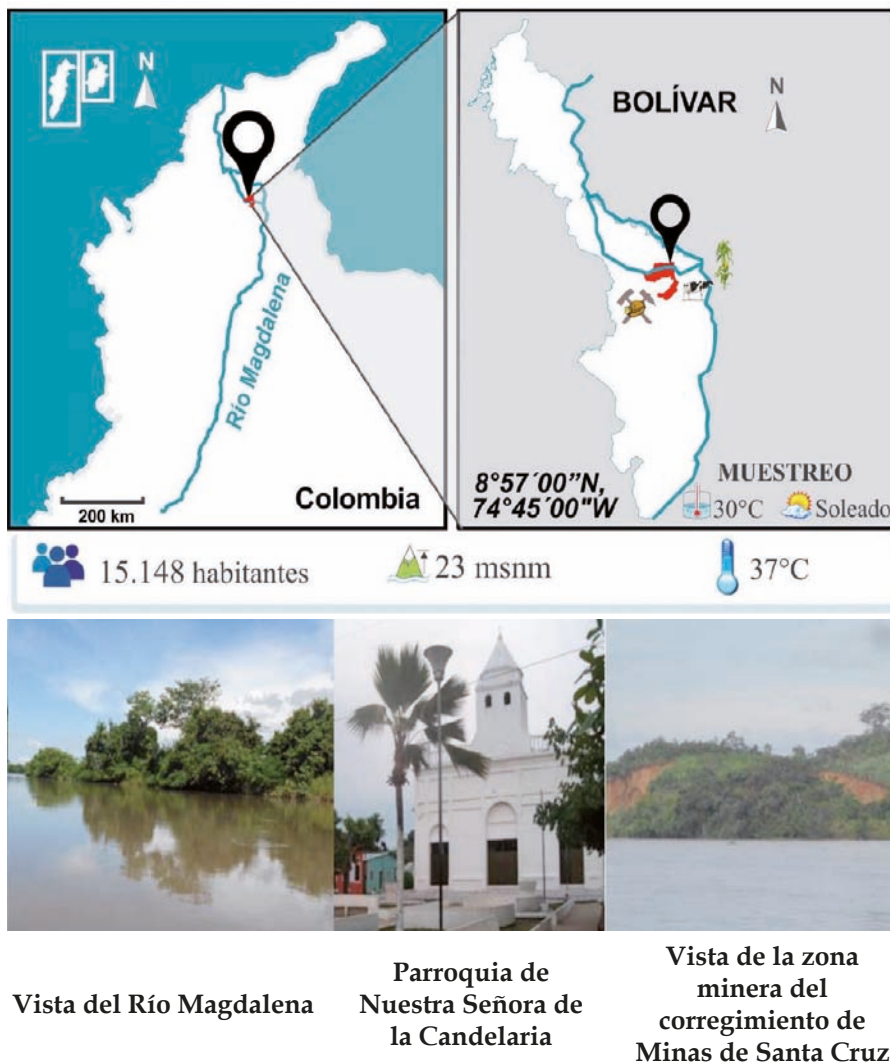 N
Río Magdalena
200 km
Colombia
BOLÍVAR
N
8°57´00”N,
74°45´00"W
MUESTREO
30°C
Soleado
15.148 habitantes
23 msnm
37°C
Vista del Río Magdalena
Parroquia de
Nuestra Señora de
la Candelaria
Vista de la zona
minera del
corregimiento de
Minas de Santa Cruz